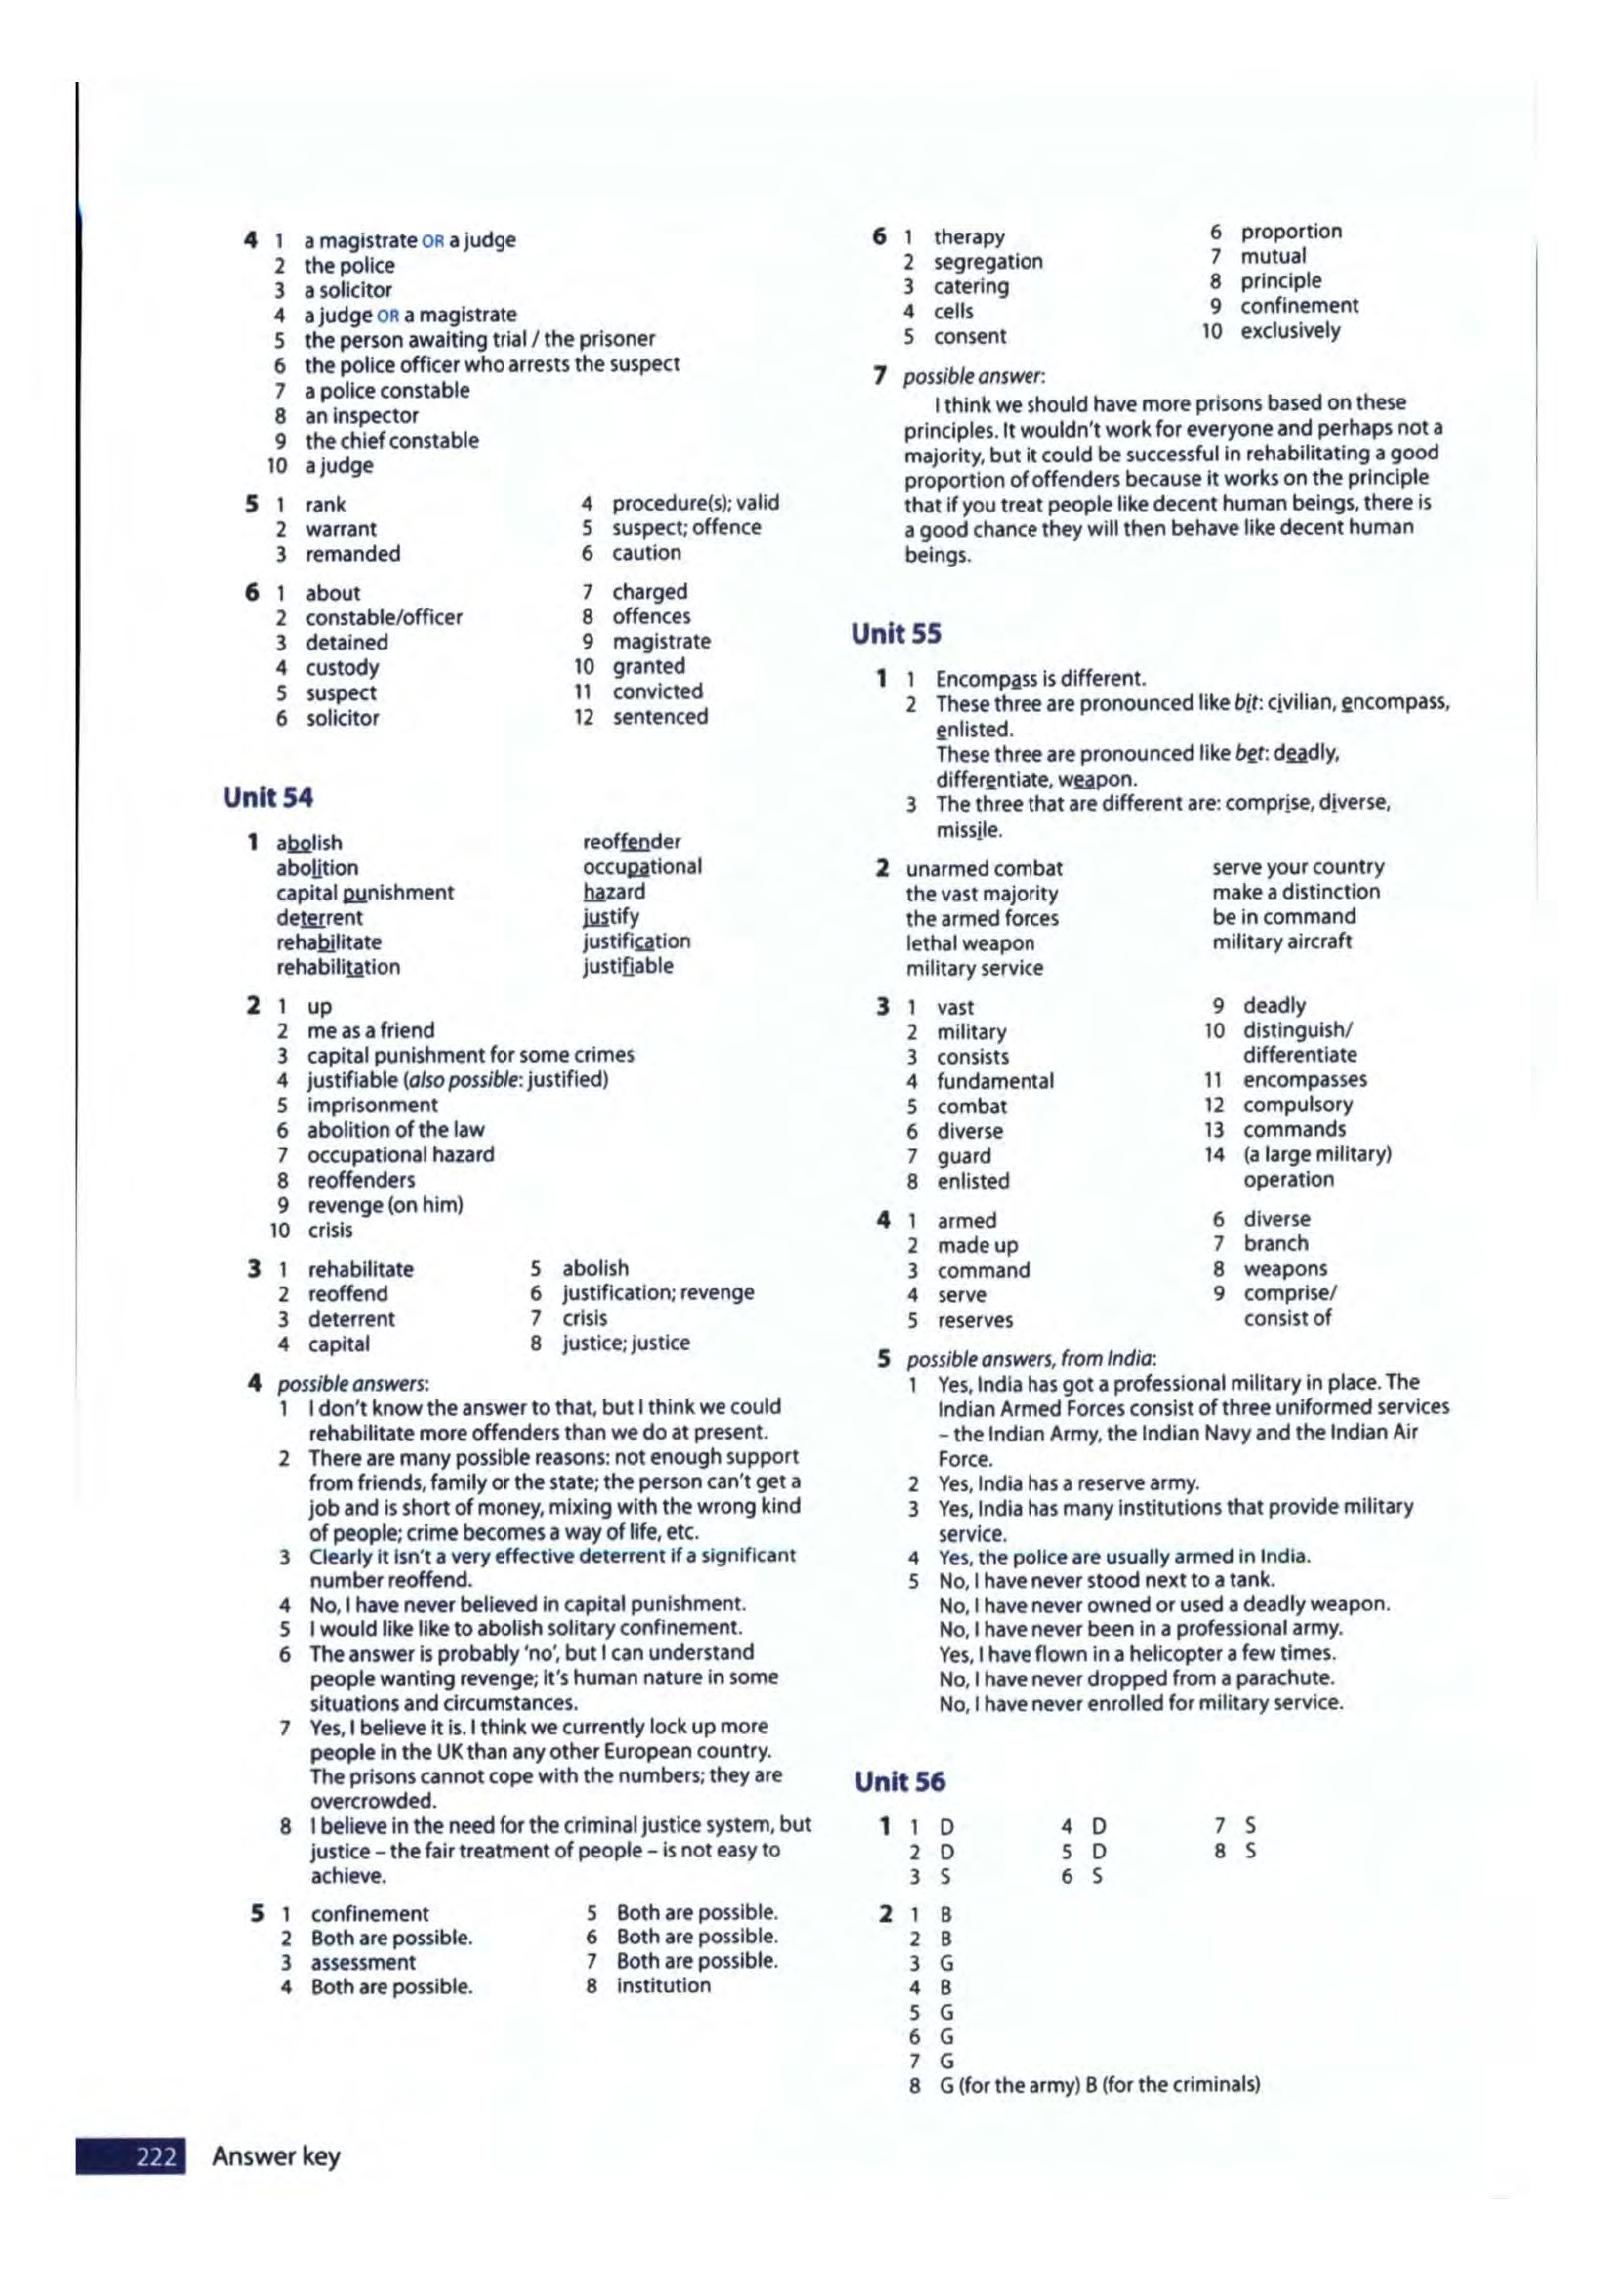 4 1 a magistrate OR a judge
2 the police
3 a solicitor
4 a judge OR a magistrate
5 the person awaiting trial / the prisoner
6 the police officer who arrests the suspect
7 a police constable
8 an inspector
9 the chief constable
10 a judge
5 1 rank 4 procedure(s); valid
2 warrant 5 suspect; offence
3 remanded 6 caution
6 1 about 7 charged
2 constable/officer 8 offences
3 detained 9 magistrate
4 custody 10 granted
5 suspect 11 convicted
6 solicitor 12 sentenced
Unit 54
1 abolish reoffender
abolition occupational
capital punishment hazard
deterrent justify
rehabilitate justification
rehabilitation justifiable
2 1 up
2 me as a friend
3 capital punishment for some crimes
4 justifiable (also possible: justified)
5 imprisonment
6 abolition of the law
7 occupational hazard
8 reoffenders
9 revenge (on him)
10 crisis
3 1 rehabilitate 5 abolish
2 reoffend 6 justification; revenge
3 deterrent 7 crisis
4 capital 8 justice; justice
4 possible answers:
1 I don't know the answer to that, but I think we could
rehabilitate more offenders than we do at present.
2 There are many possible reasons: not enough support
from friends, family or the state; the person can't get a
job and is short of money, mixing with the wrong kind
of people; crime becomes a way of life, etc.
3 Clearly it isn't a very effective deterrent if a significant
number reoffend.
4 No, I have never believed in capital punishment.
5 I would like like to abolish solitary confinement.
6 The answer is probably 'no', but I can understand
people wanting revenge; it's human nature in some
situations and circumstances.
7 Yes, I believe it is. I think we currently lock up more
people in the UK than any other European country.
The prisons cannot cope with the numbers; they are
overcrowded.
8 I believe in the need for the criminal justice system, but
justice – the fair treatment of people – is not easy to
achieve.
5 1 confinement 5 Both are possible.
2 Both are possible. 6 Both are possible.
3 assessment 7 Both are possible.
4 Both are possible. 8 institution
6 1 therapy 6 proportion
2 segregation 7 mutual
3 catering 8 principle
4 cells 9 confinement
5 consent 10 exclusively
7 possible answer:
I think we should have more prisons based on these
principles. It wouldn't work for everyone and perhaps not a
majority, but it could be successful in rehabilitating a good
proportion of offenders because it works on the principle
that if you treat people like decent human beings, there is
a good chance they will then behave like decent human
beings.
Unit 55
1 1 Encompass is different.
2 These three are pronounced like bit: civilian, encompass,
enlisted.
These three are pronounced like bet: deadly,
differentiate, weapon.
3 The three that are different are: comprise, diverse,
missile.
2 unarmed combat serve your country
the vast majority make a distinction
the armed forces be in command
lethal weapon military aircraft
military service
3 1 vast 9 deadly
2 military 10 distinguish/
3 consists differentiate
4 fundamental 11 encompasses
5 combat 12 compulsory
6 diverse 13 commands
7 guard 14 (a large military)
8 enlisted operation
4 1 armed 6 diverse
2 made up 7 branch
3 command 8 weapons
4 serve 9 comprise/
5 reserves consist of
5 possible answers, from India:
1 Yes, India has got a professional military in place. The
Indian Armed Forces consist of three uniformed services
– the Indian Army, the Indian Navy and the Indian Air
Force.
2 Yes, India has a reserve army.
3 Yes, India has many institutions that provide military
service.
4 Yes, the police are usually armed in India.
5 No, I have never stood next to a tank.
No, I have never owned or used a deadly weapon.
No, I have never been in a professional army.
Yes, I have flown in a helicopter a few times.
No, I have never dropped from a parachute.
No, I have never enrolled for military service.
Unit 56
1 1 D 4 D 7 S
2 D 5 D 8 S
3 S 6 S
2 1 B
2 B
3 G
4 B
5 G
6 G
7 G
8 G (for the army) B (for the criminals)
222 Answer key